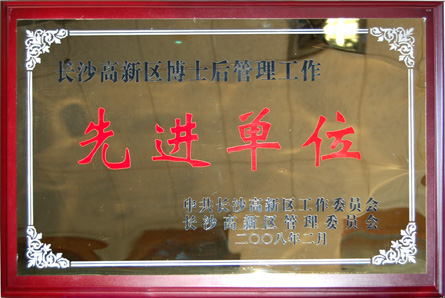 长沙高新区博士后管理工作
先进单位
中共长沙高新区工作委员会
长沙高新区管理委员会
二〇〇八年二月